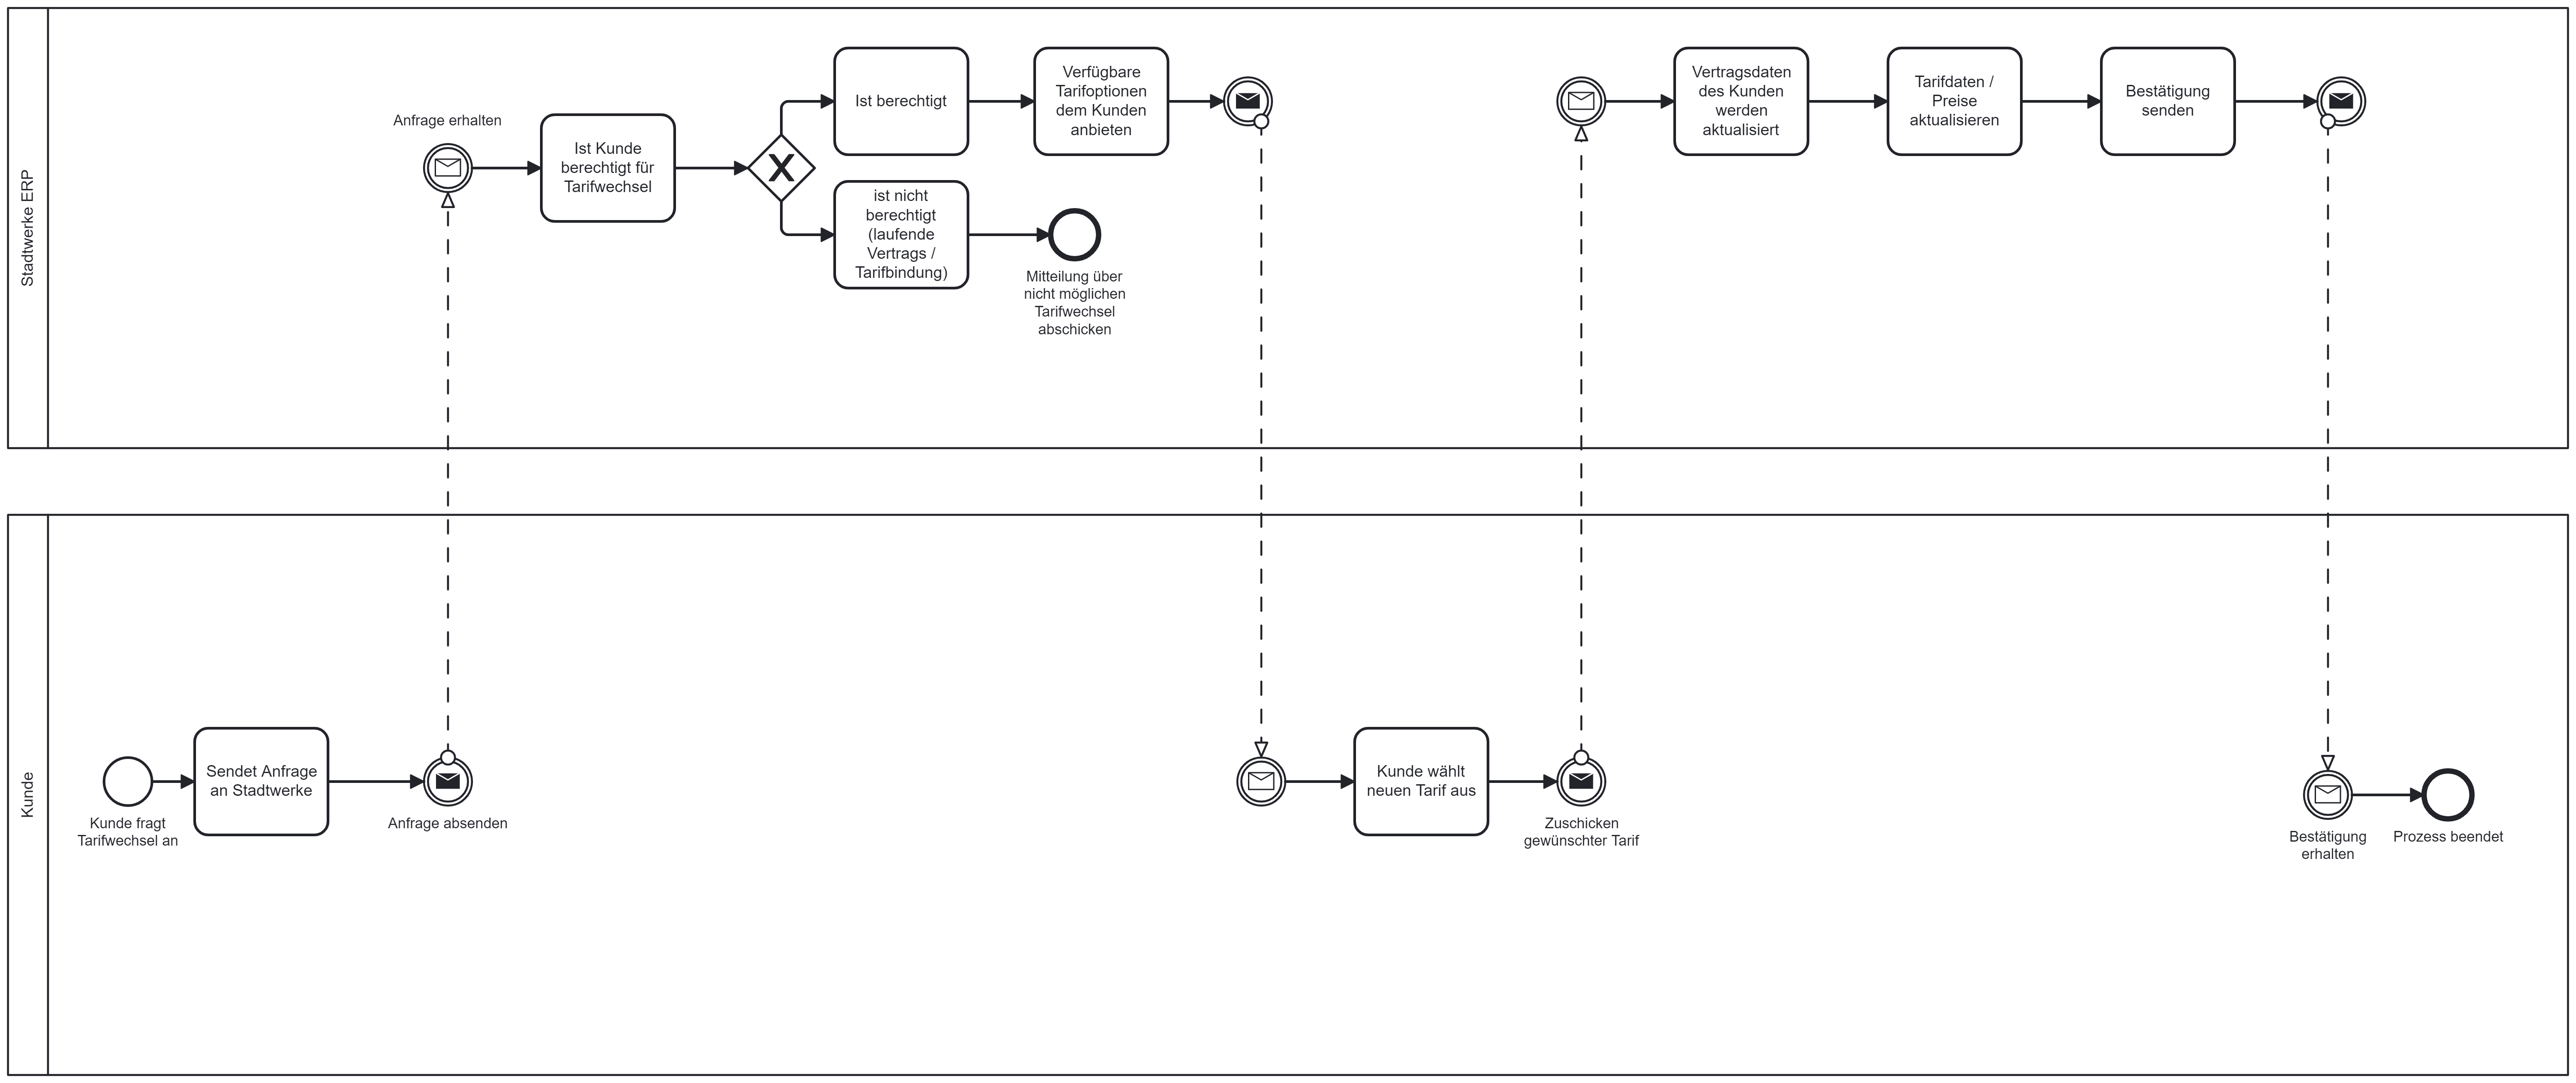 Stadtwerke ERP
Anfrage erhalten
Ist Kunde
berechtigt für
Tarifwechsel
Ist berechtigt
Verfügbare
Tarifoptionen
dem Kunden
anbieten
ist nicht
berechtigt
(laufende
Vertrags /
Tarifbindung)
Mitteilung über
nicht möglichen
Tarifwechsel
abschicken
Vertragsdaten
des Kunden
werden
aktualisiert
Tarifdaten /
Preise
aktualisieren
Bestätigung
senden
Kunde
Kunde fragt
Tarifwechsel an
Sendet Anfrage
an Stadtwerke
Anfrage absenden
Kunde wählt
neuen Tarif aus
Zuschicken
gewünschter Tarif
Bestätigung
erhalten
Prozess beendet